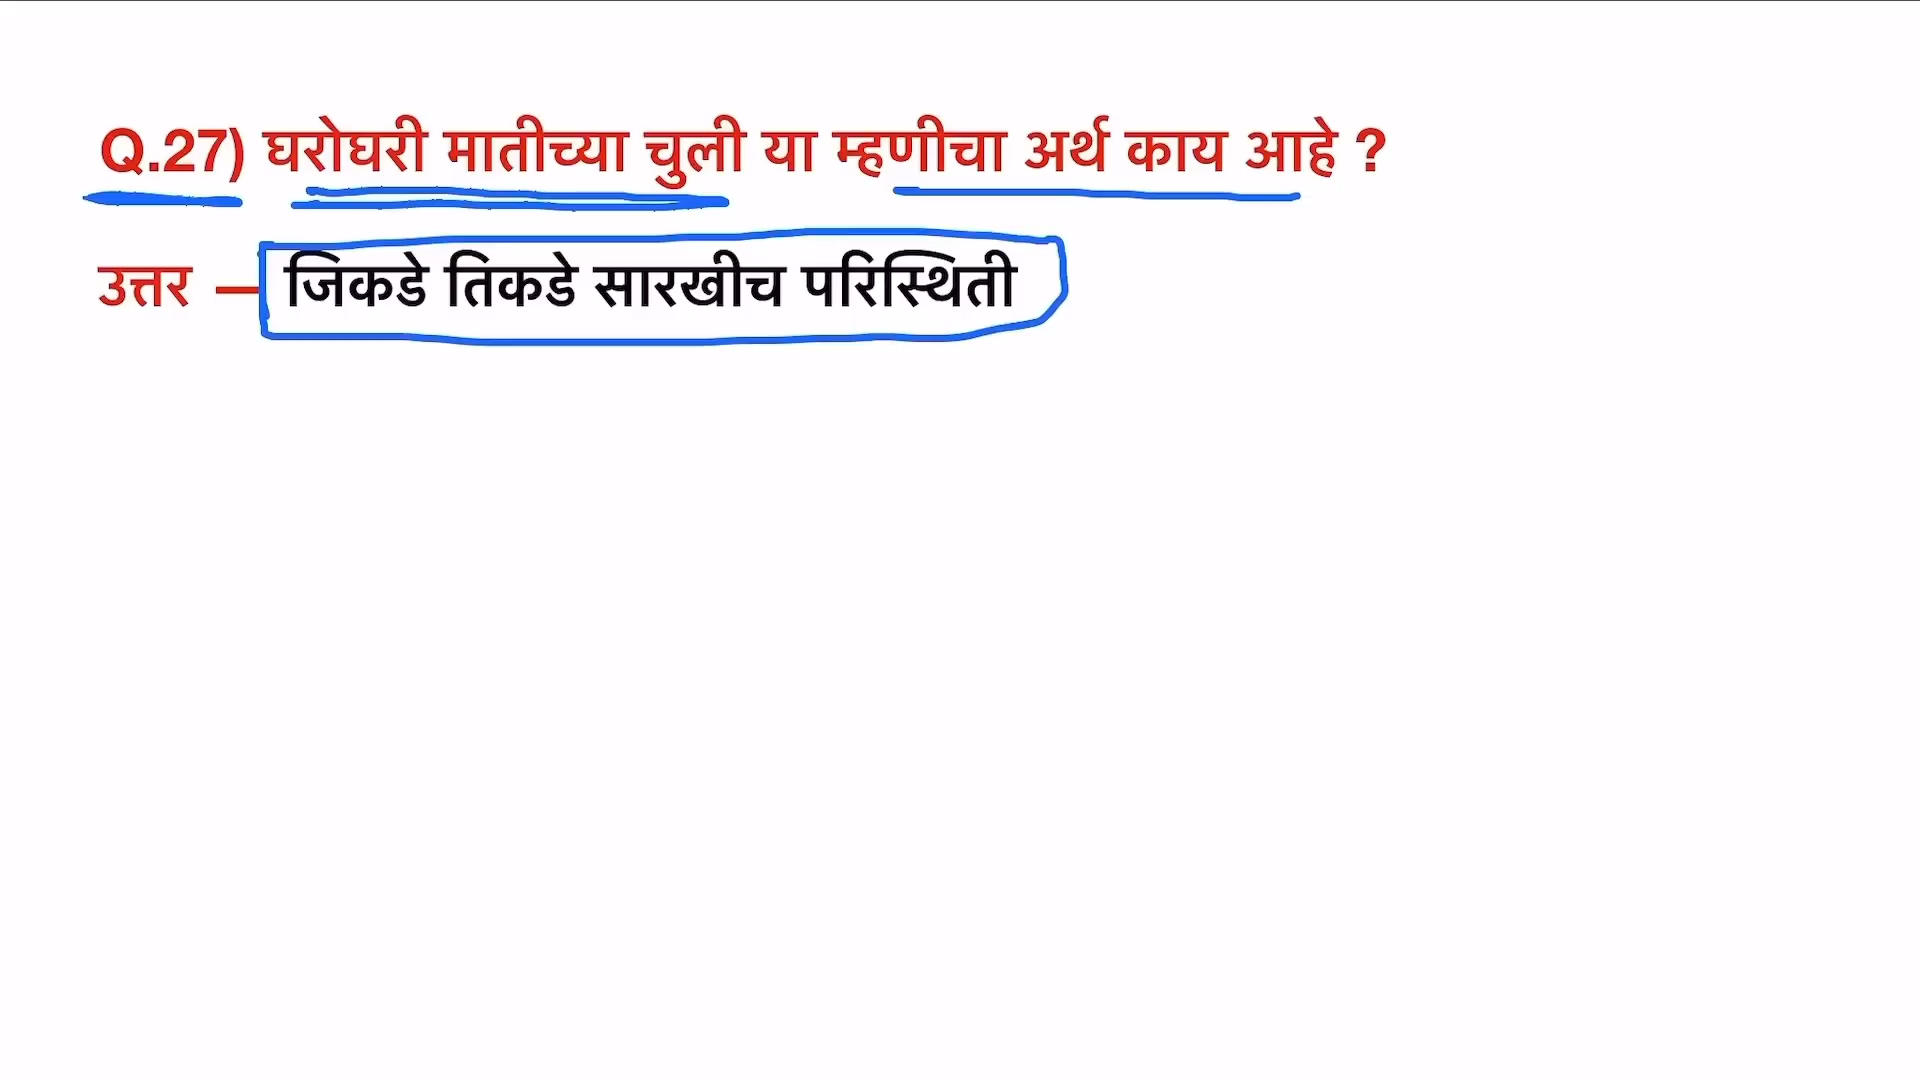 Q.27) घरोघरी मातीच्या चुली या म्हणीचा अर्थ काय आहे ?
उत्तर — जिकडे तिकडे सारखीच परिस्थिती